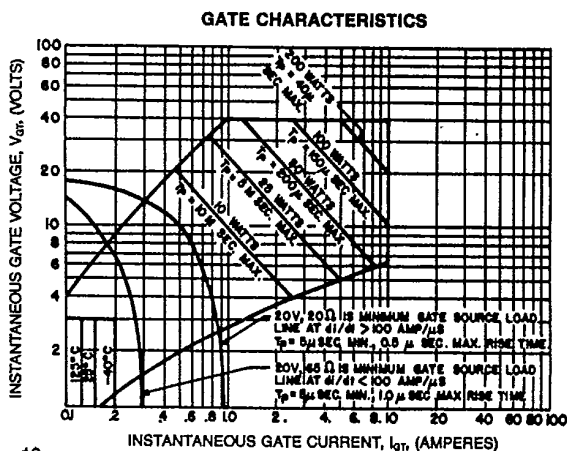 GATE CHARACTERISTICS
INSTANTANEOUS GATE VOLTAGE, VGT, (VOLTS)
100
80
60
40
20
10
8
6
4
2
200 WATTS
TP = 40µ
SEC MAX.
100 WATTS
TP = 150µ SEC MAX.
50 WATTS
TP = 500µ SEC. MAX.
25 WATTS
TP = 5 M SEC. MAX.
10 WATTS
TP = 10 M SEC. MAX.
125°C
-40°C
20V, 20Ω IS MINIMUM GATE SOURCE LOAD
LINE AT di/dt >100 AMP/µS
TP = 5µ SEC MIN., 0.5 µ SEC. MAX. RISE TIME.
20V, 65 Ω IS MINIMUM GATE SOURCE LOAD
LINE AT di/dt < 100 AMP/µS
TP = 5µ SEC MIN., 1.0 µ SEC MAX RISE TIME
0.1 .2 .4 .6 .8 1.0 2. 4. 6. 8. 10 20 40 60 80 100
INSTANTANEOUS GATE CURRENT, IGT, (AMPERES)